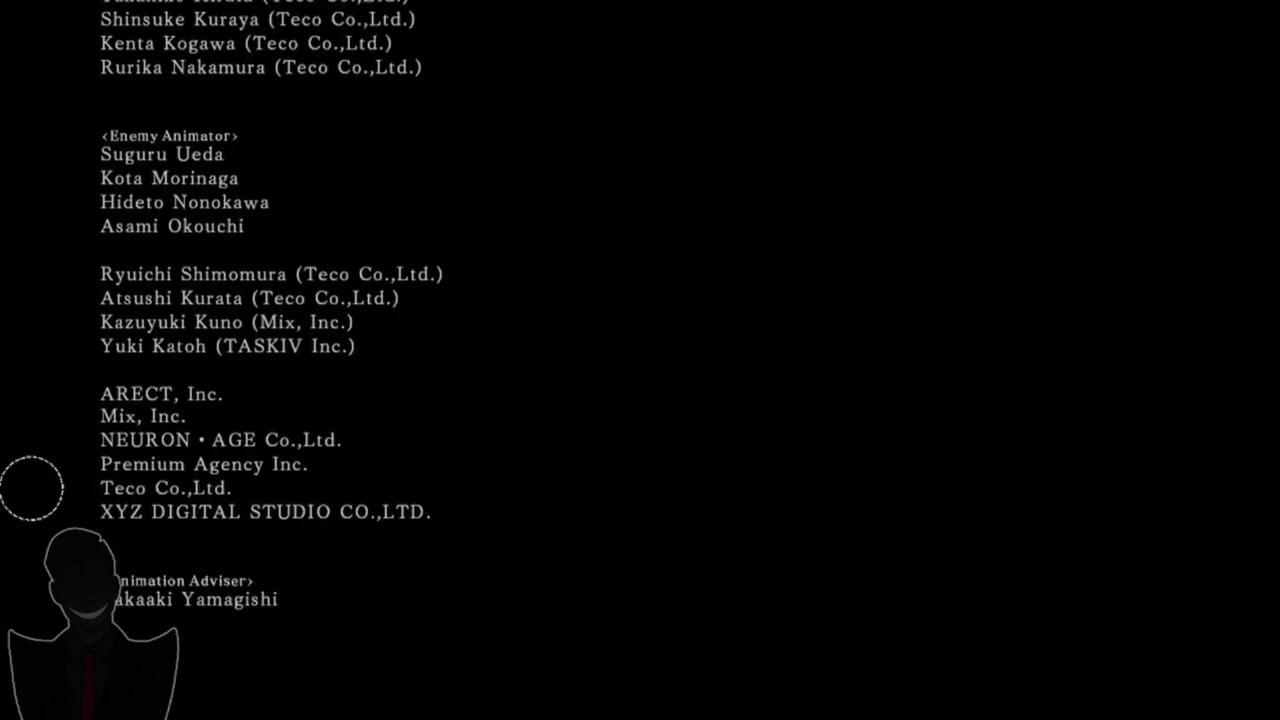 Shinsuke Kuraya (Teco Co.,Ltd.)
Kenta Kogawa (Teco Co.,Ltd.)
Rurika Nakamura (Teco Co.,Ltd.)
<Enemy Animator>
Suguru Ueda
Kota Morinaga
Hideto Nonokawa
Asami Okouchi
Ryuichi Shimomura (Teco Co.,Ltd.)
Atsushi Kurata (Teco Co.,Ltd.)
Kazuyuki Kuno (Mix, Inc.)
Yuki Katoh (TASKIV Inc.)
ARECT, Inc.
Mix, Inc.
NEURON・AGE Co.,Ltd.
Premium Agency Inc.
Teco Co.,Ltd.
XYZ DIGITAL STUDIO CO.,LTD.
Adviser>
Yamagishi